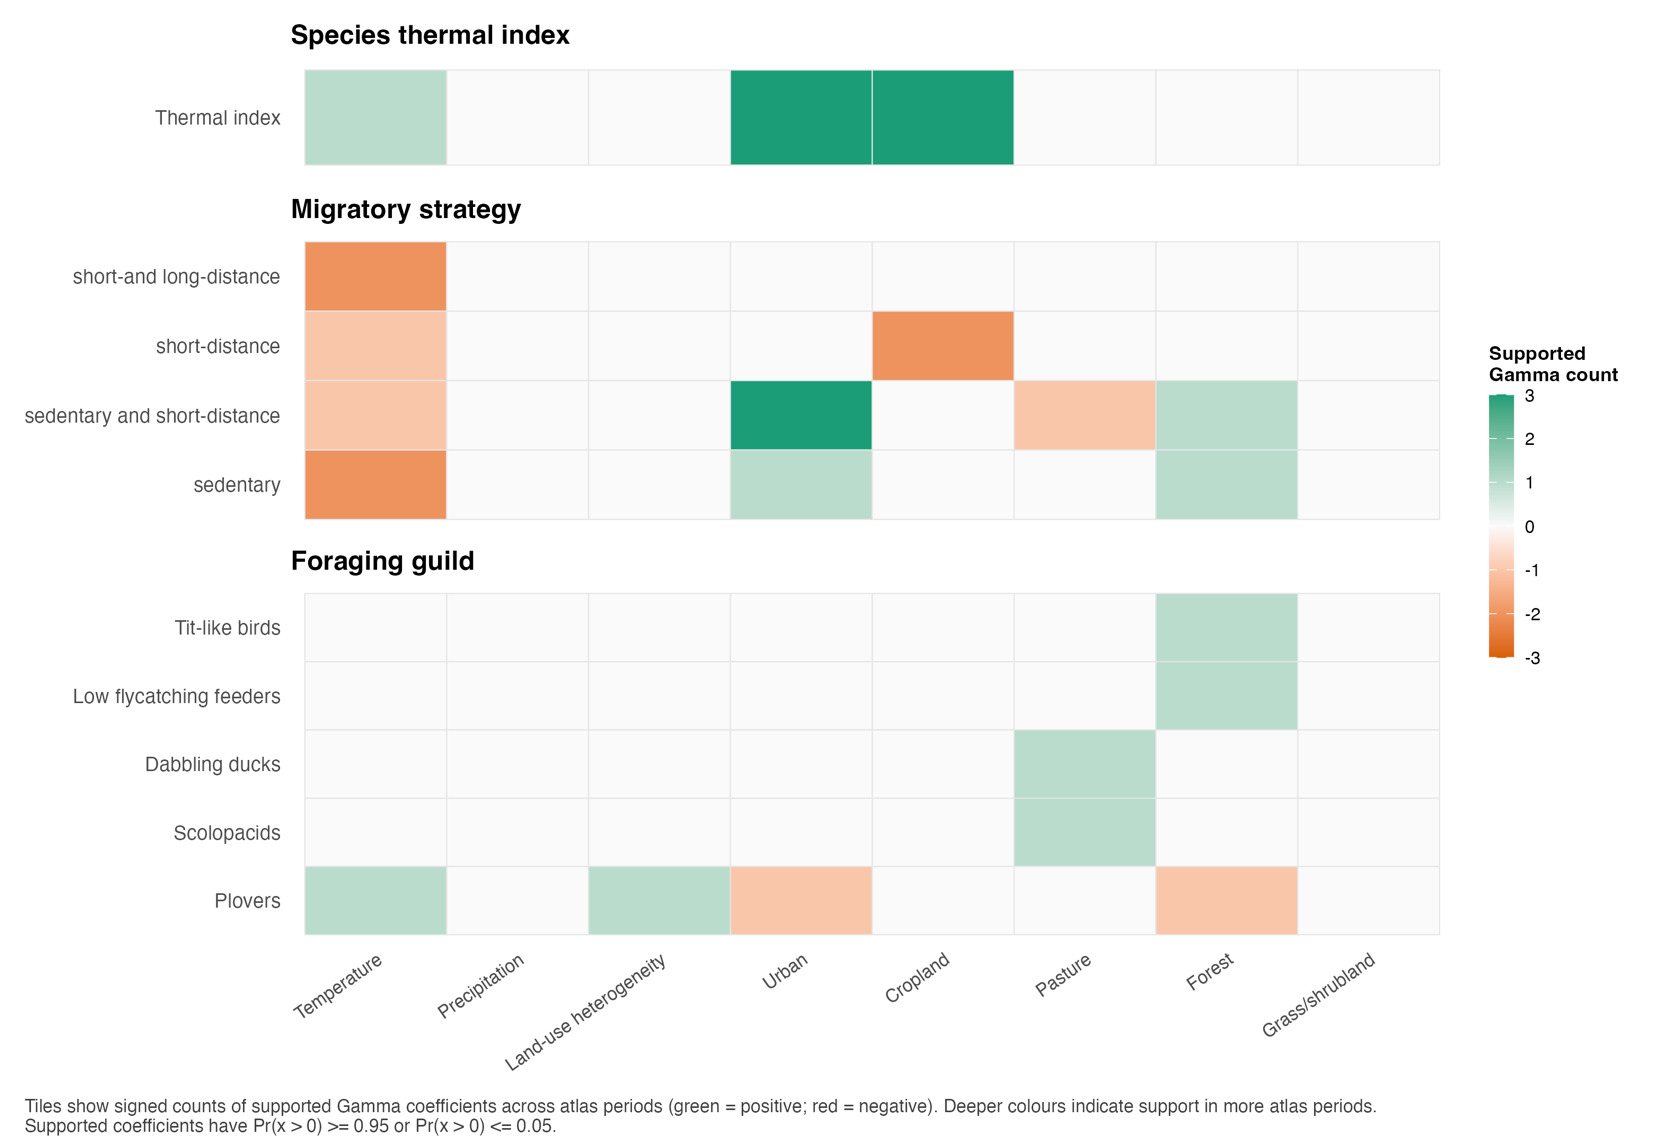 Species thermal index
Thermal index
Migratory strategy
short-and long-distance
short-distance
sedentary and short-distance
sedentary
Foraging guild
Tit-like birds
Low flycatching feeders
Dabbling ducks
Scolopacids
Plovers
Temperature
Precipitation
Land-use heterogeneity
Urban
Cropland
Pasture
Forest
Grass/shrubland
Supported
Gamma count
3
2
1
0
-1
-2
-3
Tiles show signed counts of supported Gamma coefficients across atlas periods (green = positive; red = negative). Deeper colours indicate support in more atlas periods.
Supported coefficients have Pr(x > 0) >= 0.95 or Pr(x > 0) <= 0.05.